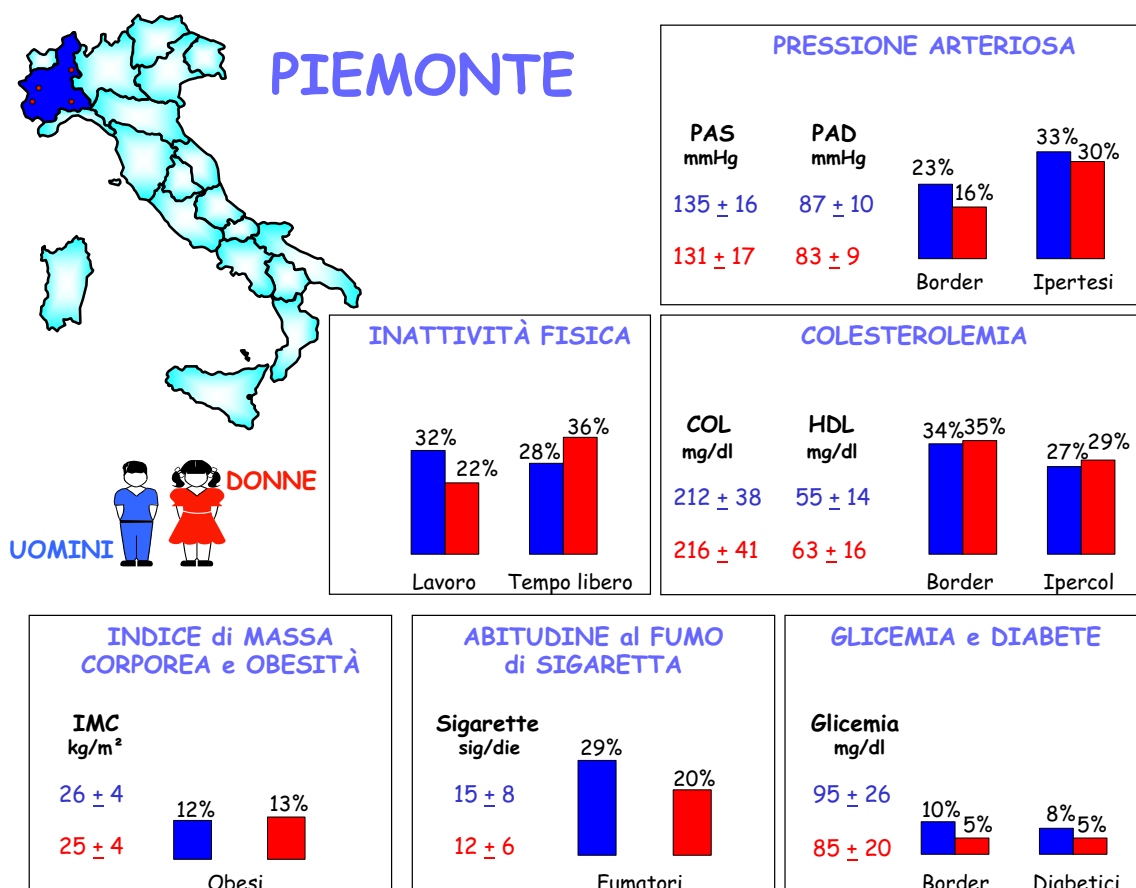 PIEMONTE
PRESSIONE ARTERIOSA
PAS PAD
mmHg mmHg
135 ± 16 87 ± 10
131 ± 17 83 ± 9
23% 16% 33% 30%
Border Ipertesi
INATTIVITÀ FISICA
32% 22% 28% 36%
Lavoro Tempo libero
COLESTEROLEMIA
COL HDL
mg/dl mg/dl
212 ± 38 55 ± 14
216 ± 41 63 ± 16
34% 35% 27% 29%
Border Ipercol
DONNE
UOMINI
INDICE di MASSA
CORPOREA e OBESITÀ
IMC
kg/m²
26 ± 4
25 ± 4
12% 13%
Obesi
ABITUDINE al FUMO
di SIGARETTA
Sigarette
sig/die
15 ± 8
12 ± 6
29% 20%
Fumatori
GLICEMIA e DIABETE
Glicemia
mg/dl
95 ± 26
85 ± 20
10% 5% 8% 5%
Border Diabetici